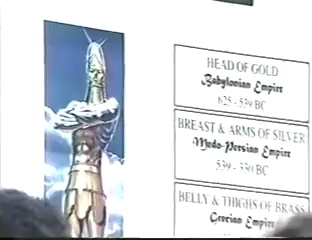 HEAD OF GOLD
Babylonian Empire
625 - 539 BC
BREAST & ARMS OF SILVER
Medo-Persian Empire
539 - 330 BC
BELLY & THIGHS OF BRASS
Grecian Empire